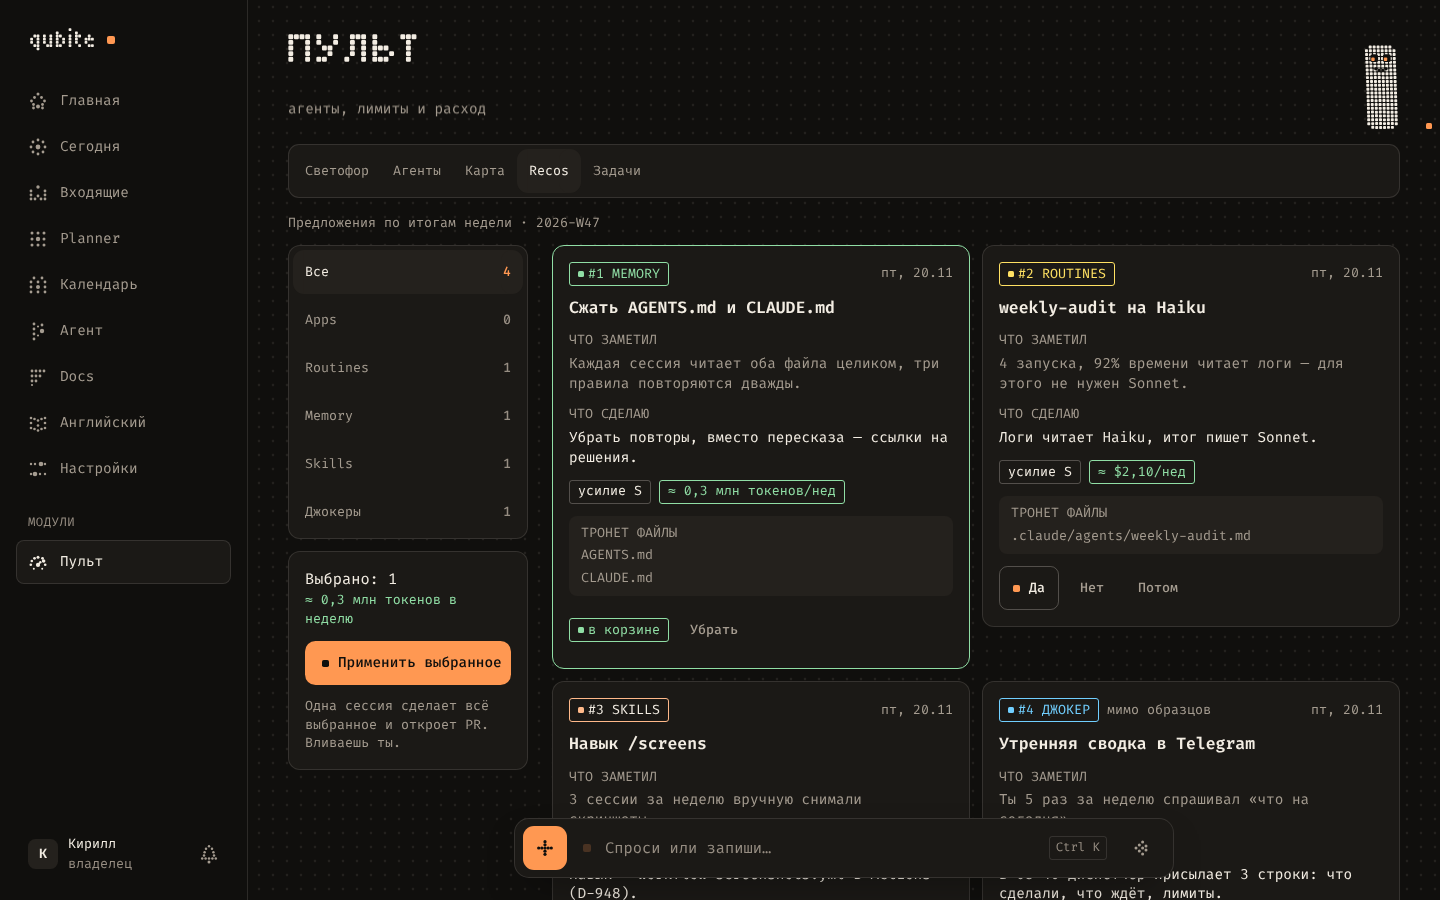 qubite
Главная
Сегодня
Входящие
Planner
Календарь
Агент
Docs
Английский
Настройки
МОДУЛИ
Пульт
К
Кирилл
владелец
ПУЛЬТ
агенты, лимиты и расход
Светофор Агенты Карта Recos Задачи
Предложения по итогам недели · 2026-W47
Все 4
Apps 0
Routines 1
Memory 1
Skills 1
Джокеры 1
Выбрано: 1
≈ 0,3 млн токенов в
неделю
Применить выбранное
Одна сессия сделает всё
выбранное и откроет PR.
Вливаешь ты.
#1 MEMORY пт, 20.11
Сжать AGENTS.md и CLAUDE.md
ЧТО ЗАМЕТИЛ
Каждая сессия читает оба файла целиком, три
правила повторяются дважды.
ЧТО СДЕЛАЮ
Убрать повторы, вместо пересказа — ссылки на
решения.
усилие S ≈ 0,3 млн токенов/нед
ТРОНЕТ ФАЙЛЫ
AGENTS.md
CLAUDE.md
в корзине Убрать
#2 ROUTINES пт, 20.11
weekly-audit на Haiku
ЧТО ЗАМЕТИЛ
4 запуска, 92% времени читает логи — для
этого не нужен Sonnet.
ЧТО СДЕЛАЮ
Логи читает Haiku, итог пишет Sonnet.
усилие S ≈ $2,10/нед
ТРОНЕТ ФАЙЛЫ
.claude/agents/weekly-audit.md
Да Нет Потом
#3 SKILLS пт, 20.11
Навык /screens
ЧТО ЗАМЕТИЛ
3 сессии за неделю вручную снимали
(D-948).
#4 ДЖОКЕР мимо образцов пт, 20.11
Утренняя сводка в Telegram
ЧТО ЗАМЕТИЛ
Ты 5 раз за неделю спрашивал «что на
присылает 3 строки: что
сделали, что ждёт, лимиты.
Спроси или запиши… Ctrl K